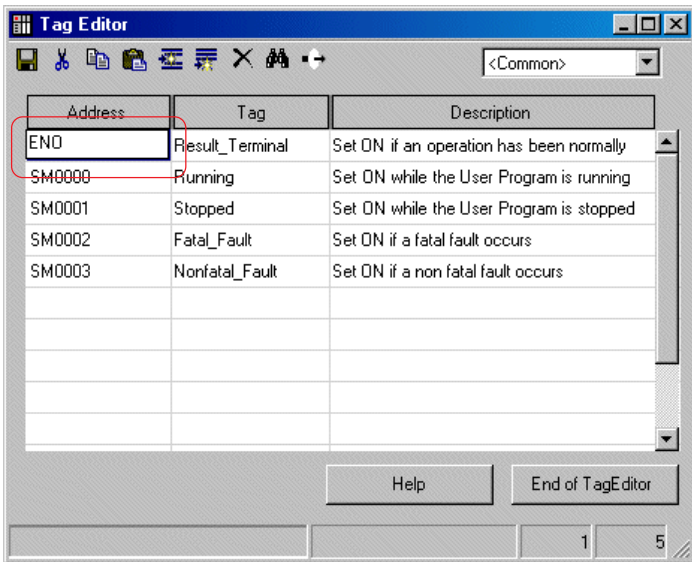 Tag Editor
<Common>
Address Tag Description
ENO Result_Terminal Set ON if an operation has been normally
SM0000 Running Set ON while the User Program is running
SM0001 Stopped Set ON while the User Program is stopped
SM0002 Fatal_Fault Set ON if a fatal fault occurs
SM0003 Nonfatal_Fault Set ON if a non fatal fault occurs
Help End of TagEditor
1 5